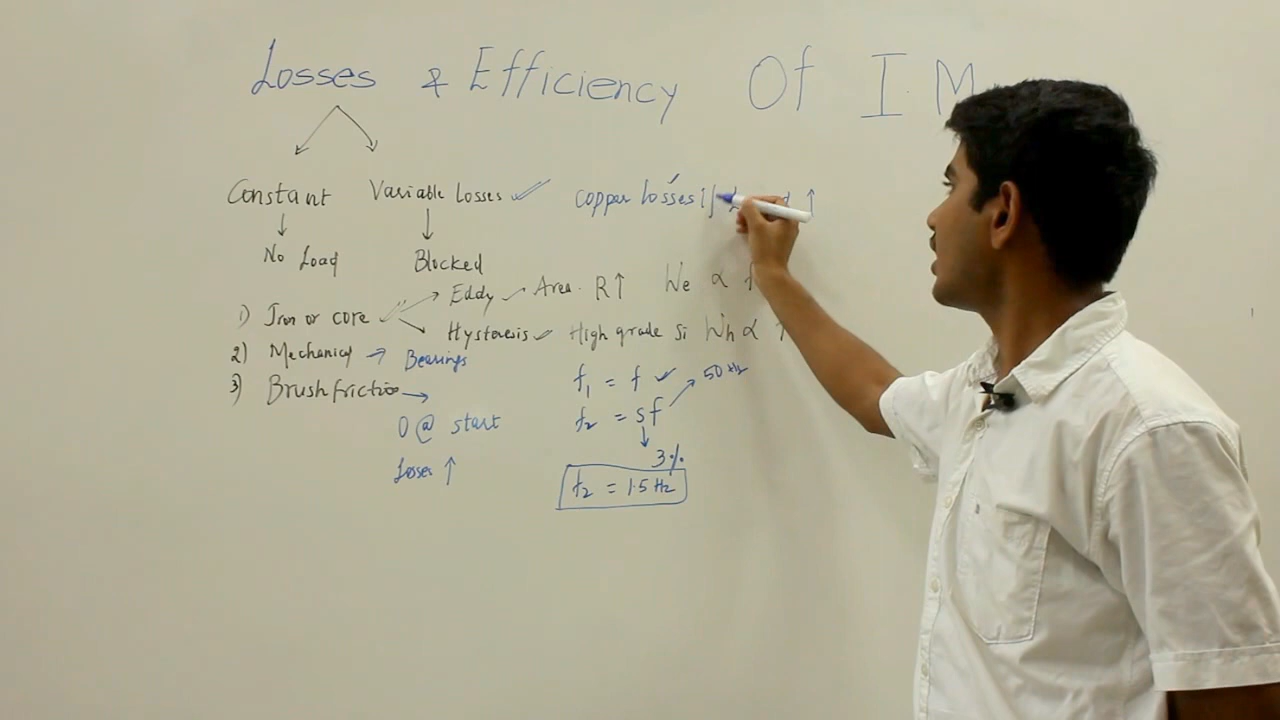 Losses & Efficiency Of I.M
Constant Variable Losses ✓ Copper losses ↑
No Load Blocked
1) Iron or core
Eddy Area. R↑ We ∝ f
Hysteresis ✓ High grade Si Wh ∝
2) Mechanical → Bearings
3) Brush friction →
0 @ start
Losses ↑
f₁ = f ✓
f₂ = sf 50 Hz
3%
f₂ = 1.5 Hz